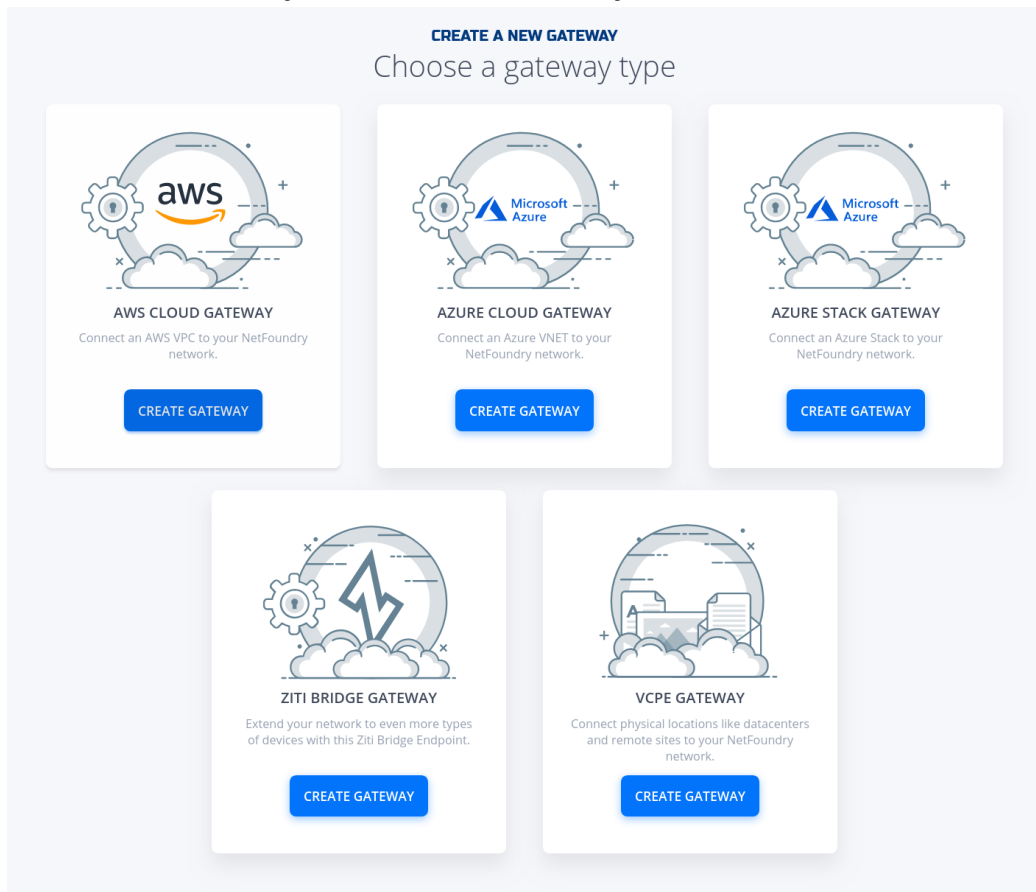 CREATE A NEW GATEWAY
Choose a gateway type
aws
Microsoft
Azure
Microsoft
Azure
AWS CLOUD GATEWAY
Connect an AWS VPC to your NetFoundry
network.
CREATE GATEWAY
AZURE CLOUD GATEWAY
Connect an Azure VNET to your
NetFoundry network.
CREATE GATEWAY
AZURE STACK GATEWAY
Connect an Azure Stack to your
NetFoundry network.
CREATE GATEWAY
A
ZITI BRIDGE GATEWAY
Extend your network to even more types
of devices with this Ziti Bridge Endpoint.
CREATE GATEWAY
VCPE GATEWAY
Connect physical locations like datacenters
and remote sites to your NetFoundry
network.
CREATE GATEWAY